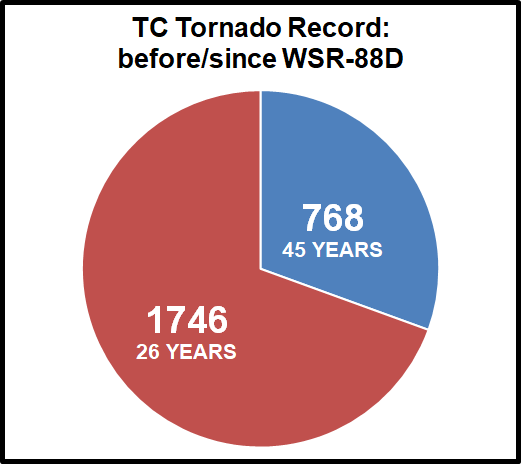 TC Tornado Record:
before/since WSR-88D
768
45 YEARS
1746
26 YEARS